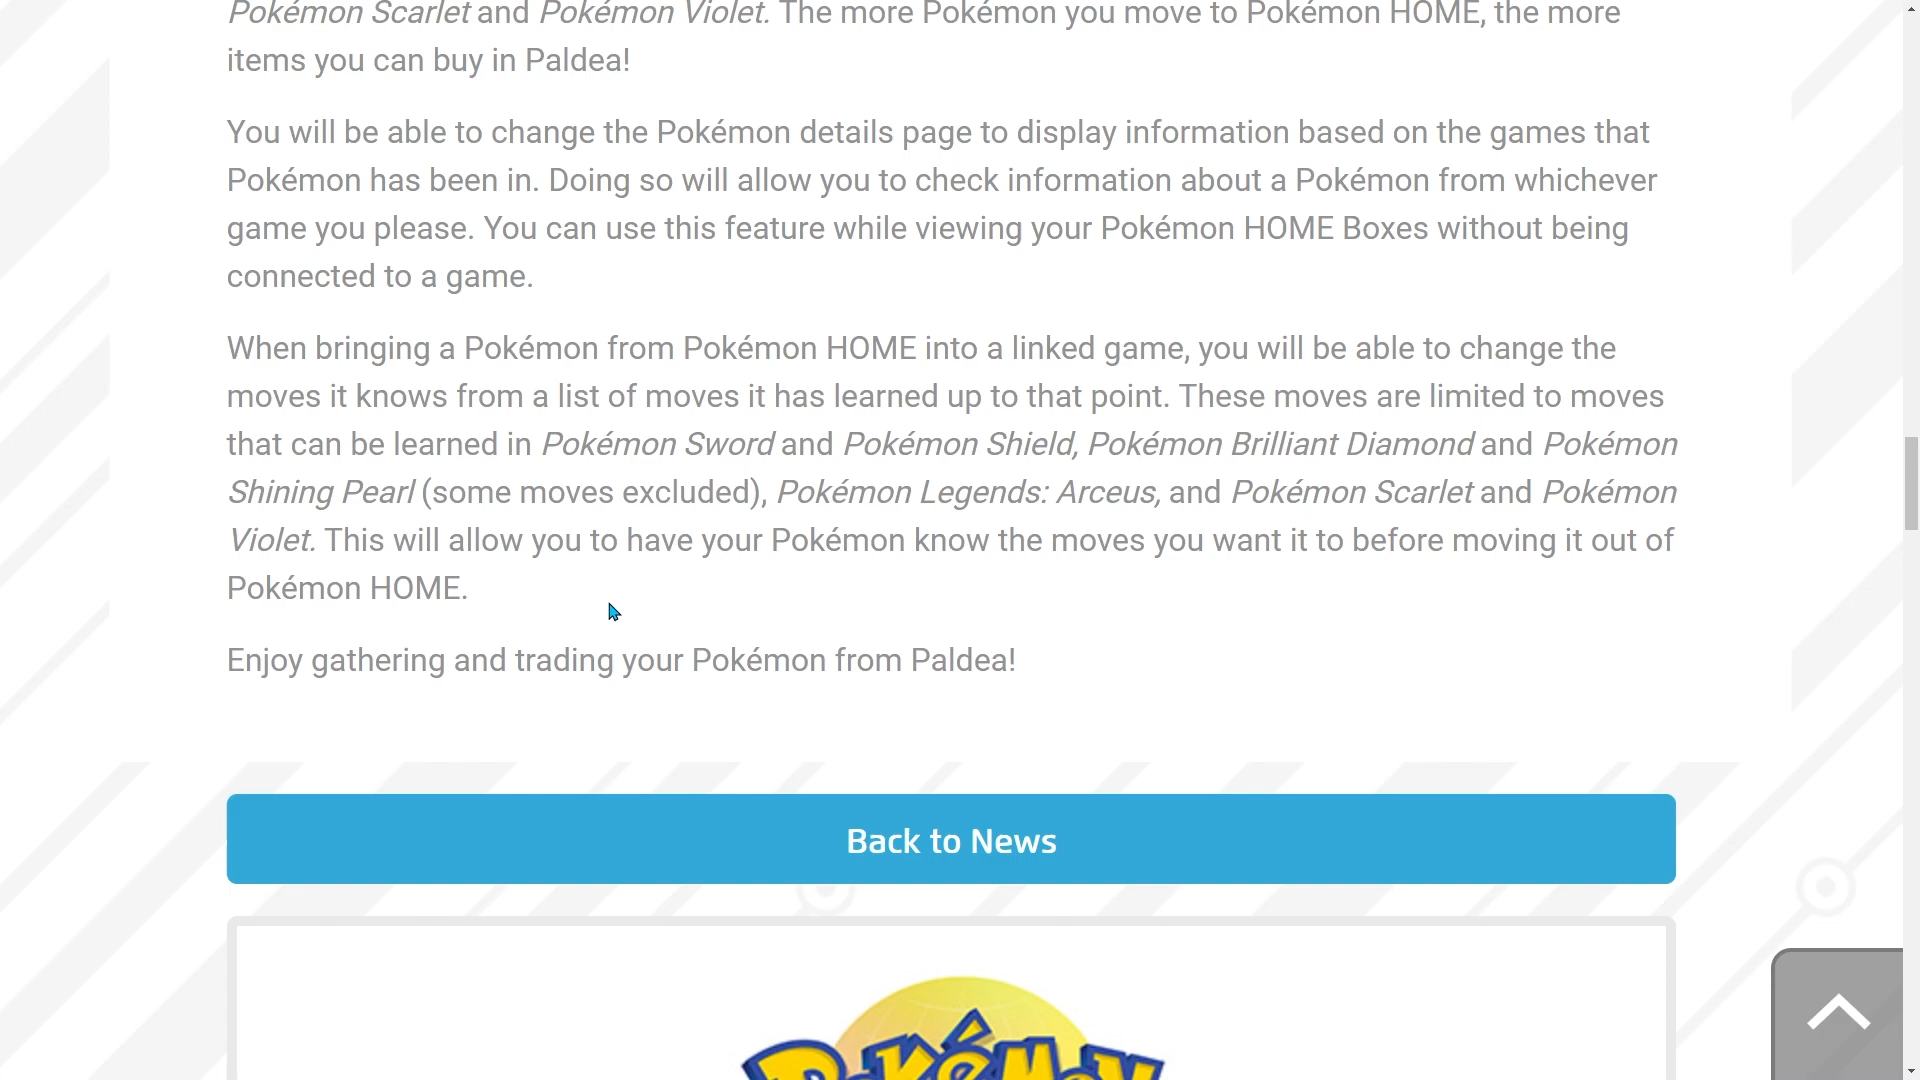 Pokémon Scarlet and Pokémon Violet. The more Pokémon you move to Pokémon HOME, the more
items you can buy in Paldea!
You will be able to change the Pokémon details page to display information based on the games that
Pokémon has been in. Doing so will allow you to check information about a Pokémon from whichever
game you please. You can use this feature while viewing your Pokémon HOME Boxes without being
connected to a game.
When bringing a Pokémon from Pokémon HOME into a linked game, you will be able to change the
moves it knows from a list of moves it has learned up to that point. These moves are limited to moves
that can be learned in Pokémon Sword and Pokémon Shield, Pokémon Brilliant Diamond and Pokémon
Shining Pearl (some moves excluded), Pokémon Legends: Arceus, and Pokémon Scarlet and Pokémon
Violet. This will allow you to have your Pokémon know the moves you want it to before moving it out of
Pokémon HOME.
Enjoy gathering and trading your Pokémon from Paldea!
Back to News
Pokémon